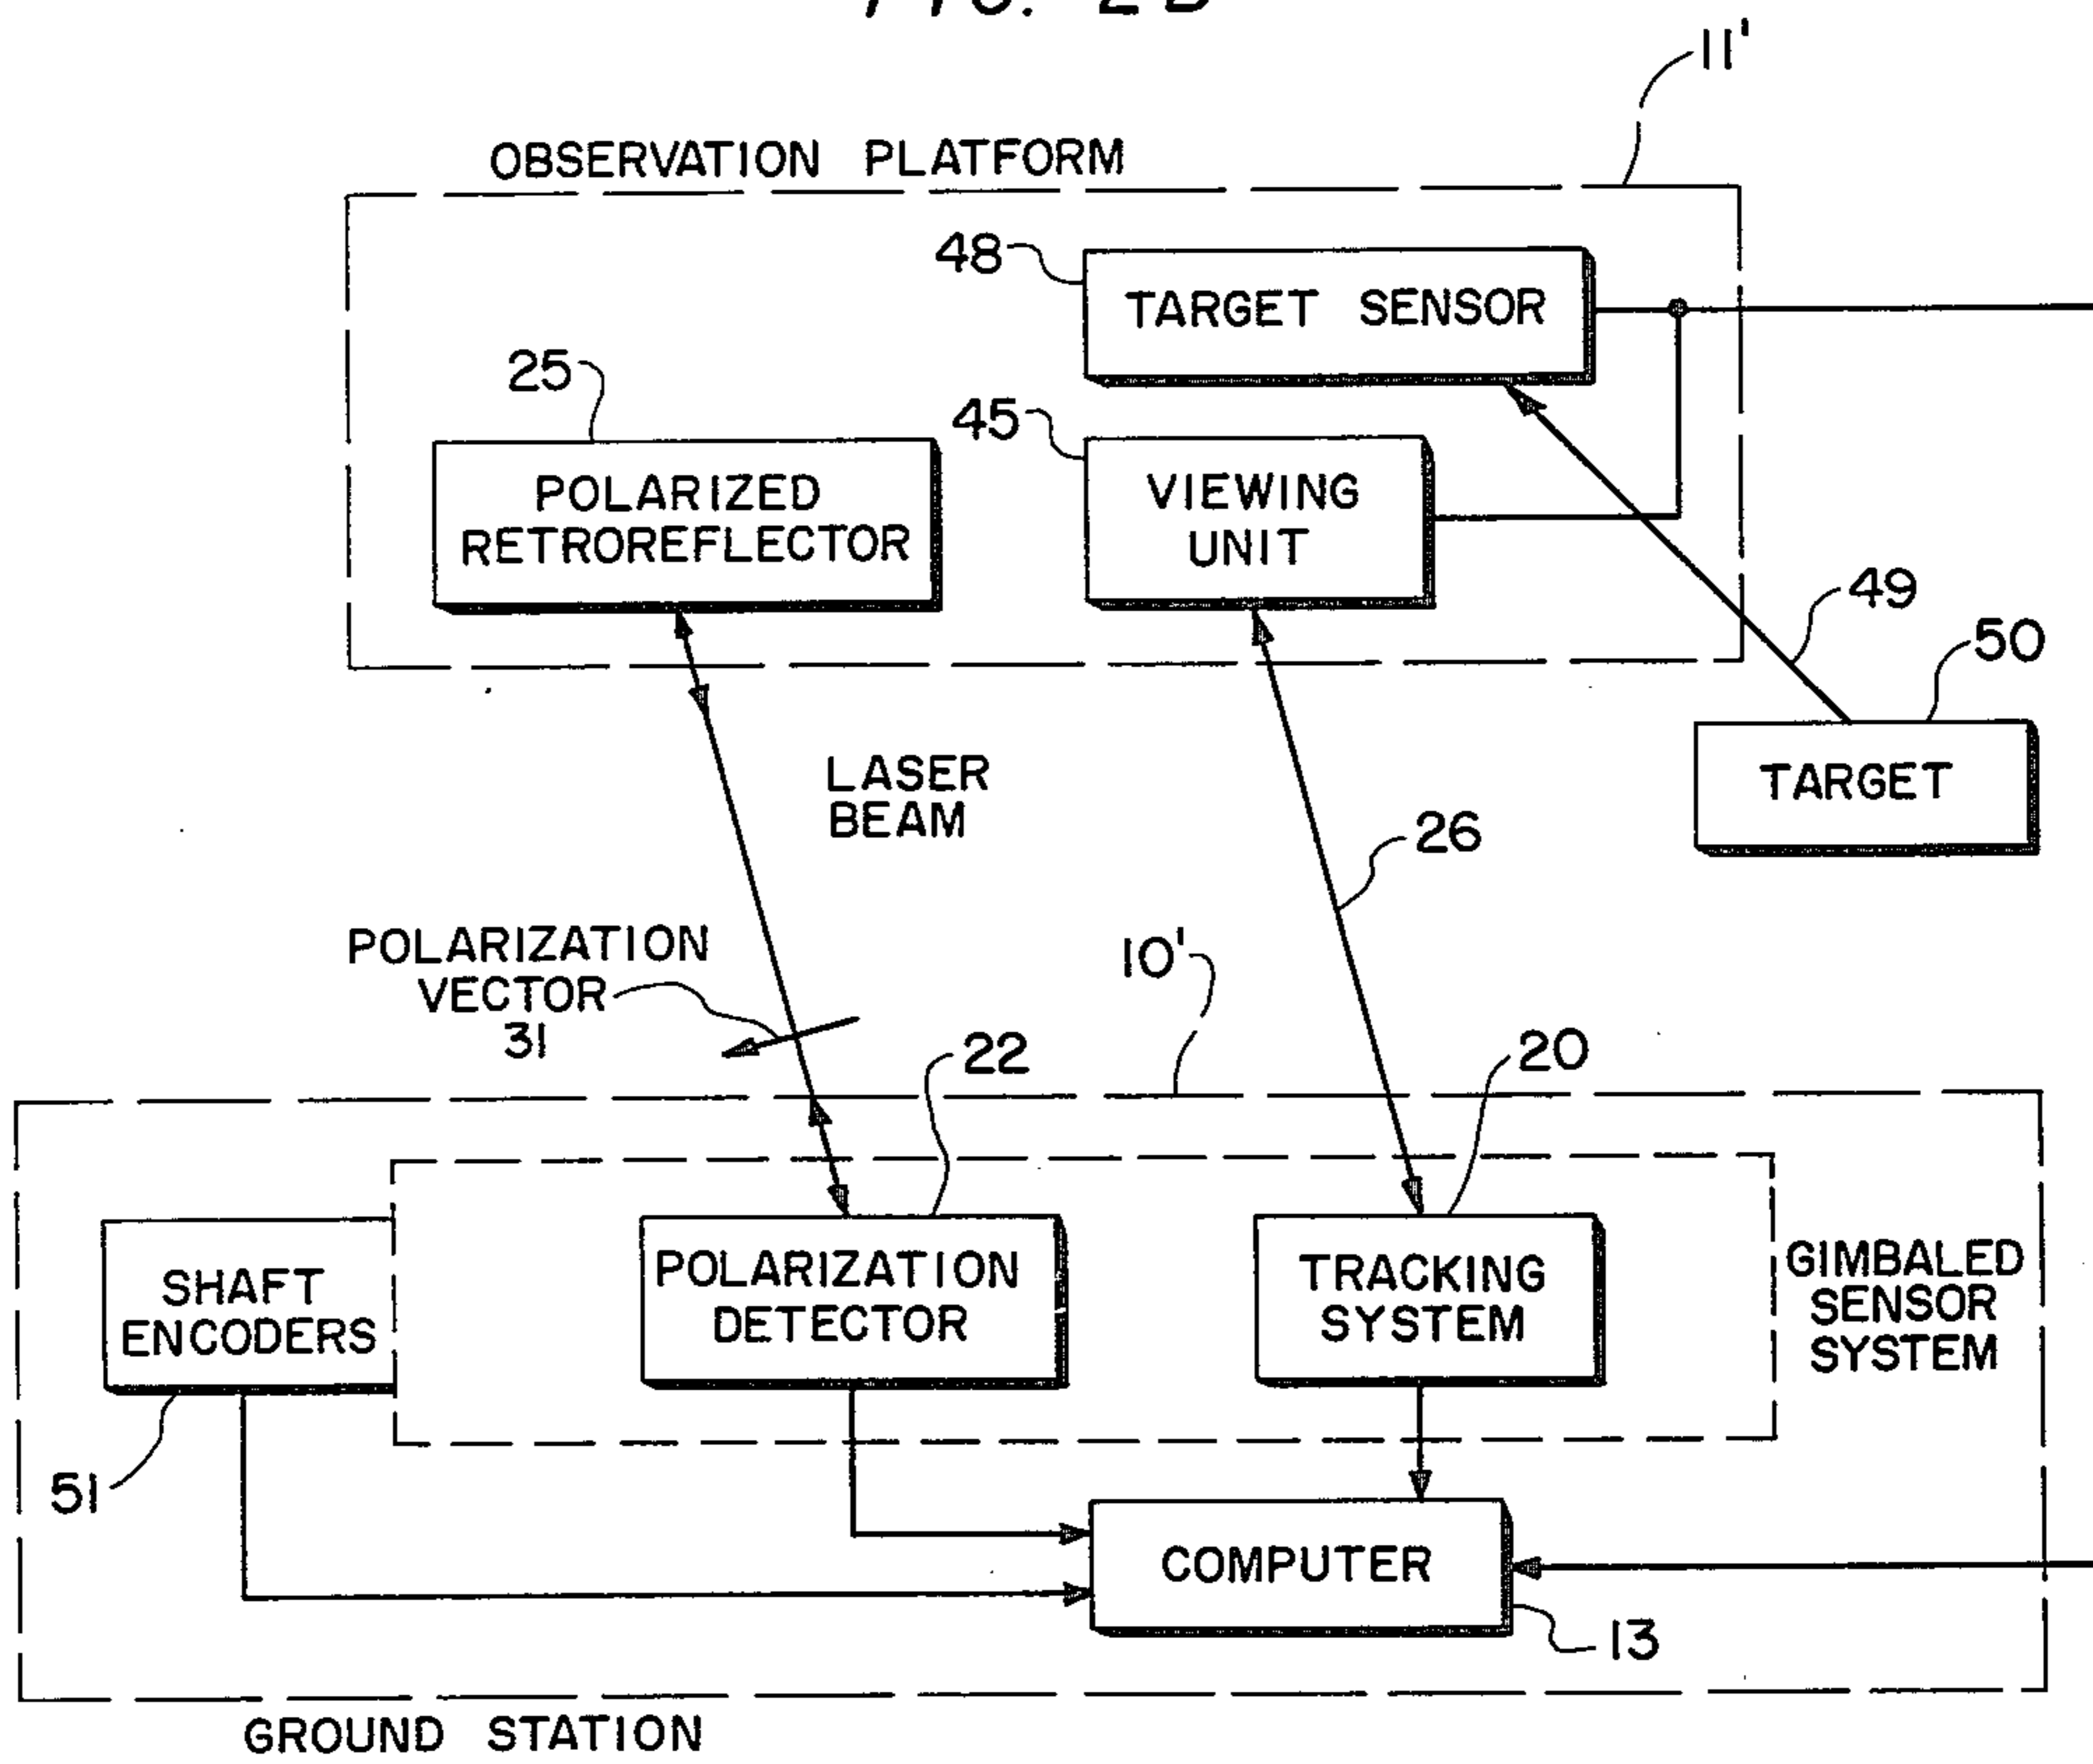 FIG. 2B
11'
OBSERVATION PLATFORM
48
TARGET SENSOR
25
45
POLARIZED
RETROREFLECTOR
VIEWING
UNIT
49
50
TARGET
LASER
BEAM
26
POLARIZATION
VECTOR
31
10'
22
20
SHAFT
ENCODERS
POLARIZATION
DETECTOR
TRACKING
SYSTEM
GIMBALED
SENSOR
SYSTEM
51
COMPUTER
13
GROUND STATION